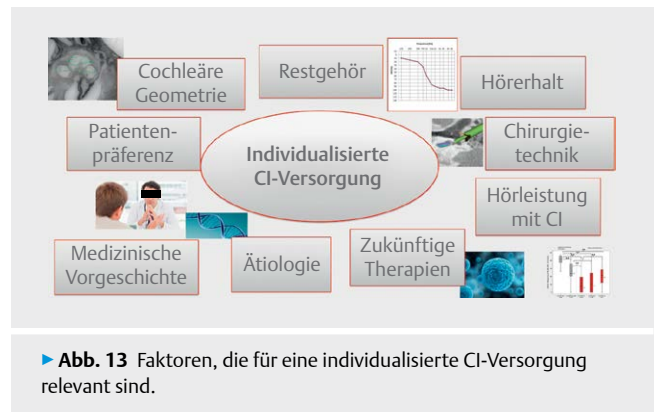 Cochleäre
Geometrie
Restgehör
Hörerhalt
Patienten-
präferenz
Individualisierte
CI-Versorgung
Chirurgie-
technik
Hörleistung
mit CI
Medizinische
Vorgeschichte
Ätiologie
Zukünftige
Therapien
▶ Abb. 13 Faktoren, die für eine individualisierte CI-Versorgung
relevant sind.